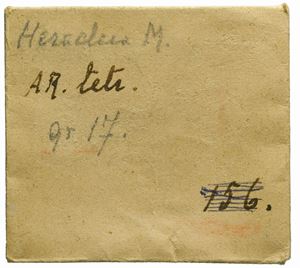 Heraclea M.
AR. tetr.
gr 17.
156.